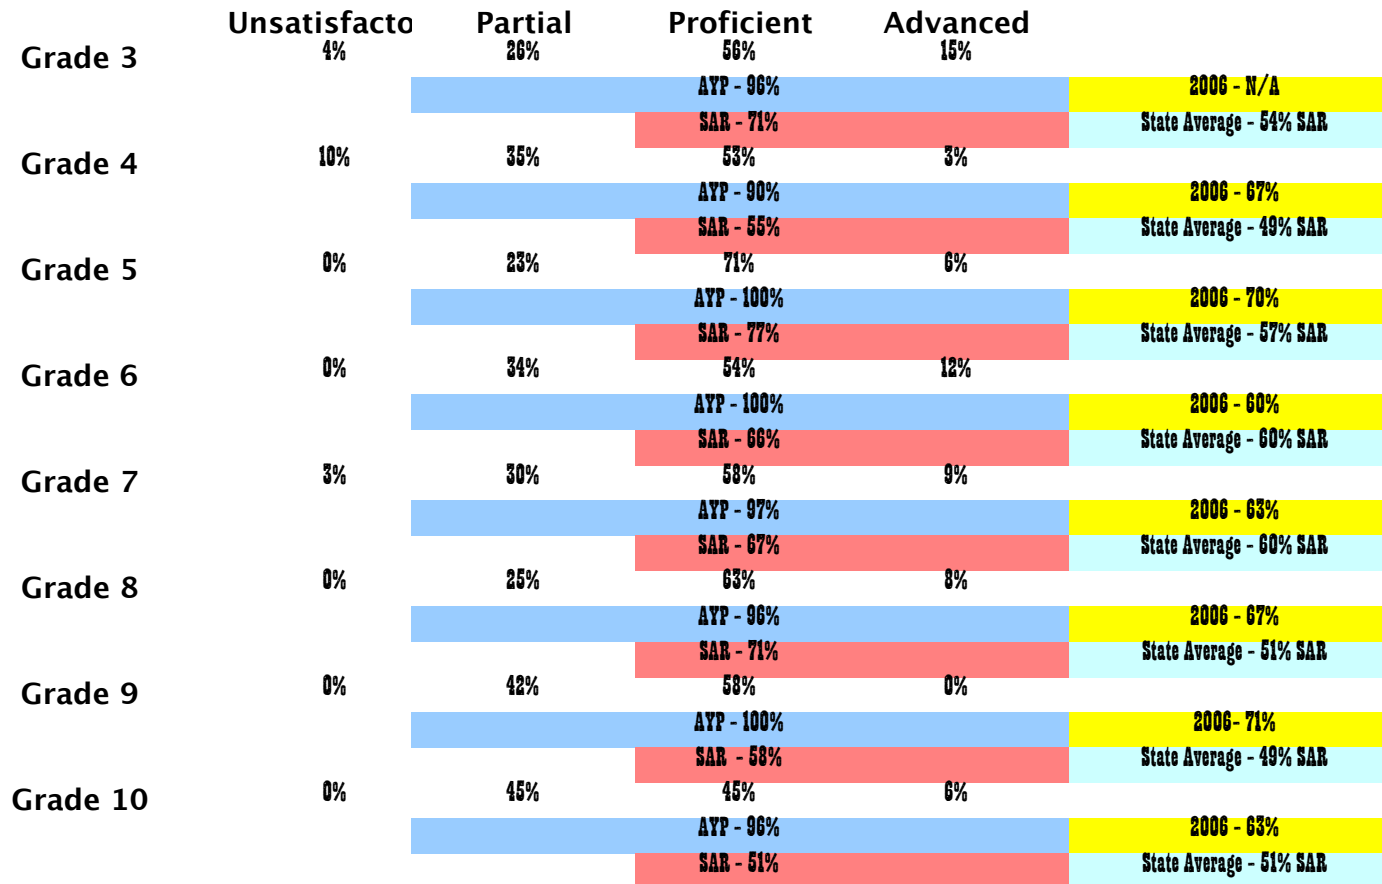 Unsatisfacto Partial Proficient Advanced
Grade 3 4% 26% 56% 15%
AYP - 96% 2006 - N/A
SAR - 71% State Average - 54% SAR
Grade 4 10% 35% 53% 3%
AYP - 90% 2006 - 67%
SAR - 55% State Average - 49% SAR
Grade 5 0% 23% 71% 6%
AYP - 100% 2006 - 70%
SAR - 77% State Average - 57% SAR
Grade 6 0% 34% 54% 12%
AYP - 100% 2006 - 60%
SAR - 66% State Average - 60% SAR
Grade 7 3% 30% 58% 9%
AYP - 97% 2006 - 63%
SAR - 67% State Average - 60% SAR
Grade 8 0% 25% 63% 8%
AYP - 96% 2006 - 67%
SAR - 71% State Average - 51% SAR
Grade 9 0% 42% 58% 0%
AYP - 100% 2006- 71%
SAR - 58% State Average - 49% SAR
Grade 10 0% 45% 45% 6%
AYP - 96% 2006 - 63%
SAR - 51% State Average - 51% SAR